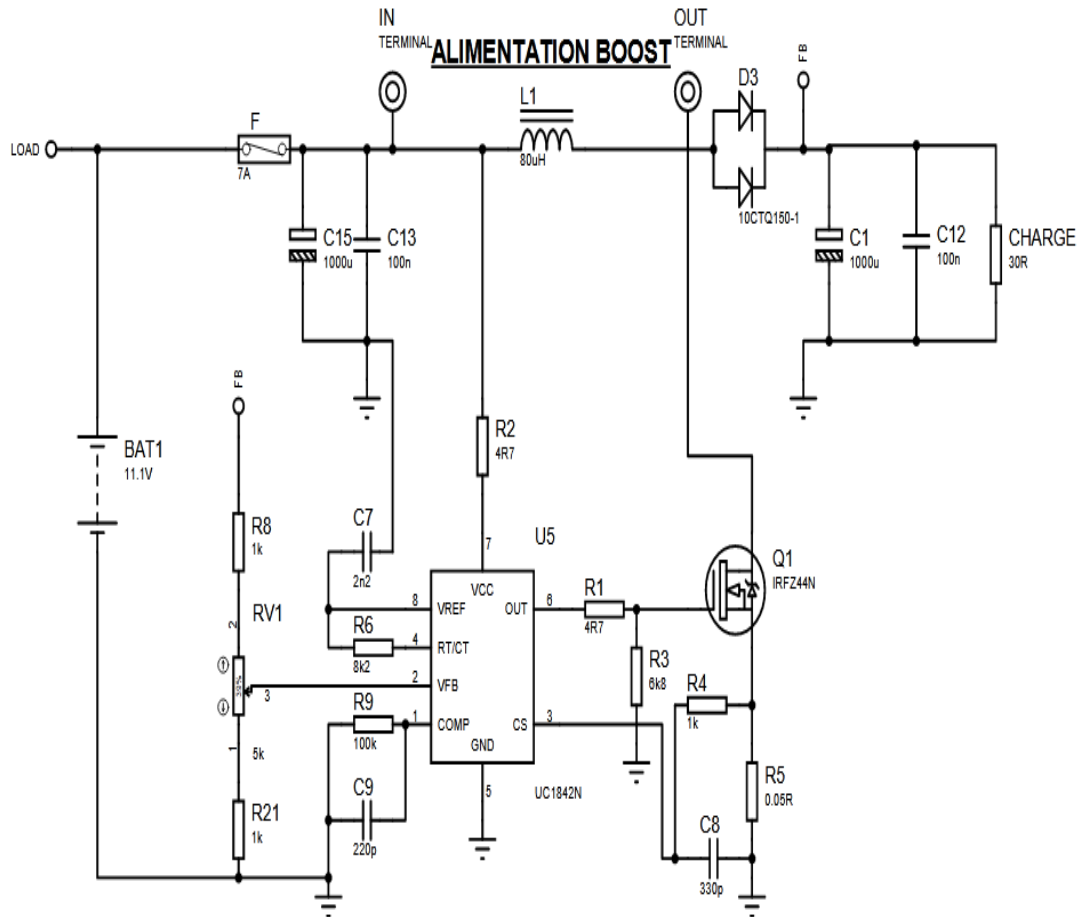 IN
TERMINAL
ALIMENTATION BOOST
OUT
TERMINAL
FB
D3
10CTQ150-1
L1
80uH
LOAD
F
7A
C15
1000u
C13
100n
C1
1000u
C12
100n
CHARGE
30R
FB
BAT1
11.1V
R2
4R7
R8
1k
C7
2n2
U5
7
VCC
8
VREF
OUT
6
R1
4R7
Q1
IRFZ44N
RV1
2
R6
8k2
4
RT/CT
2
VFB
3
1
5k
R3
6k8
R9
100k
1
COMP
CS
3
GND
5
UC1842N
R4
1k
R5
0.05R
R21
1k
C9
220p
C8
330p